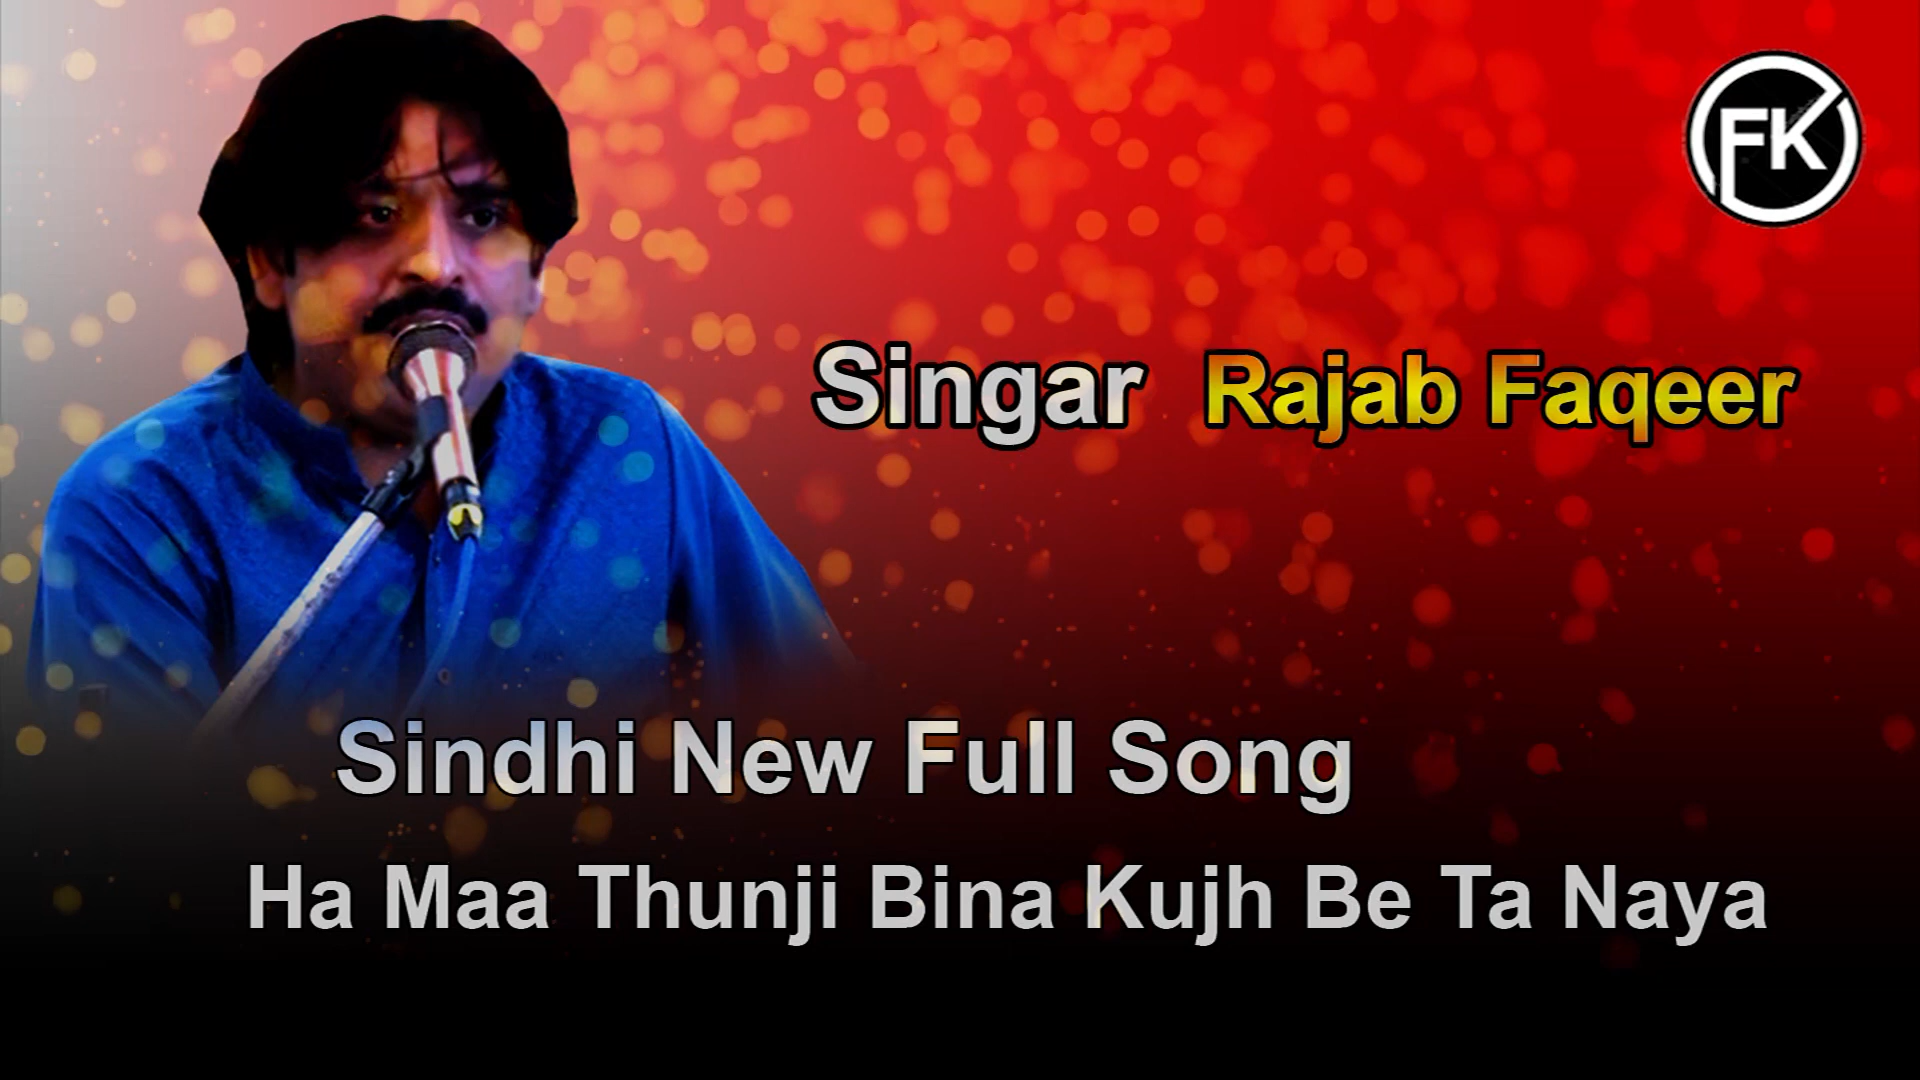 FK
Singar Rajab Faqeer
Sindhi New Full Song
Ha Maa Thunji Bina Kujh Be Ta Naya